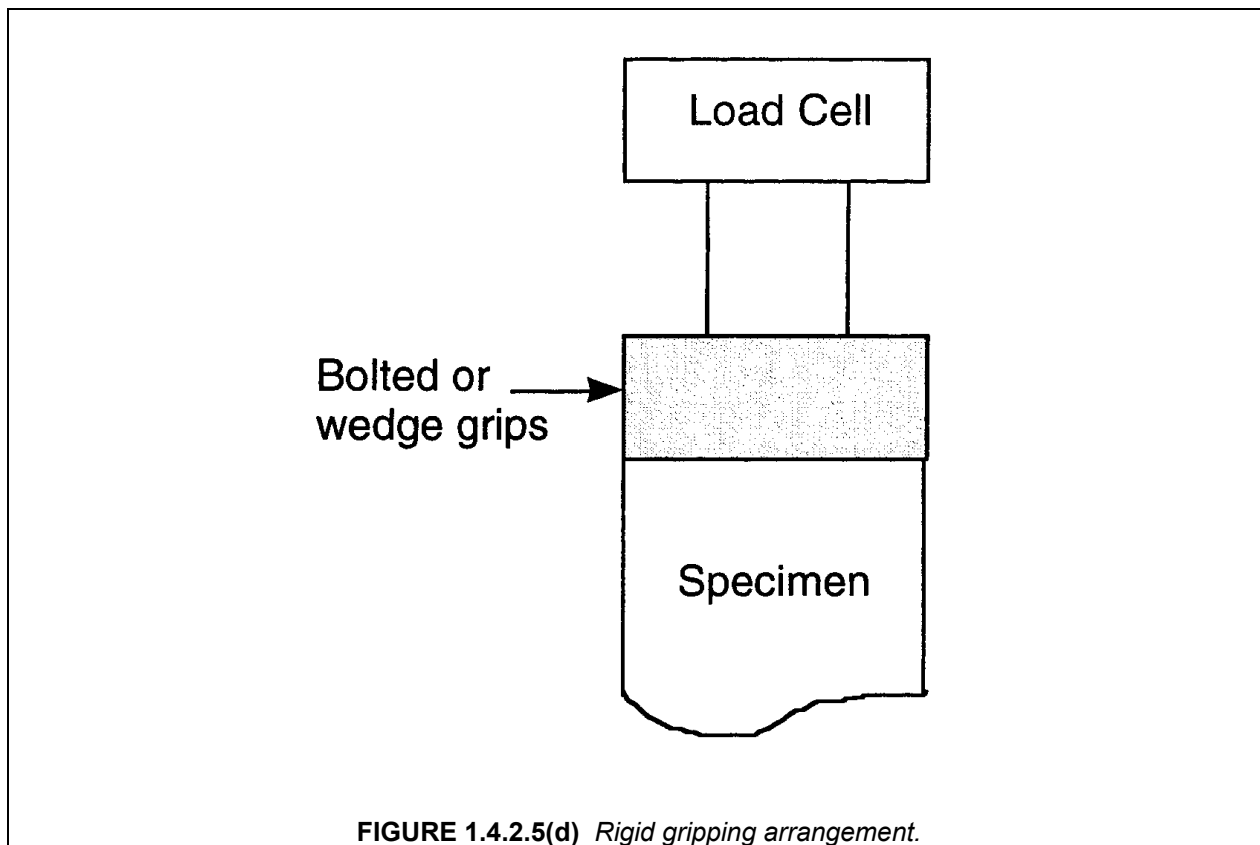 Load Cell
Bolted or
wedge grips
Specimen
FIGURE 1.4.2.5(d) Rigid gripping arrangement.